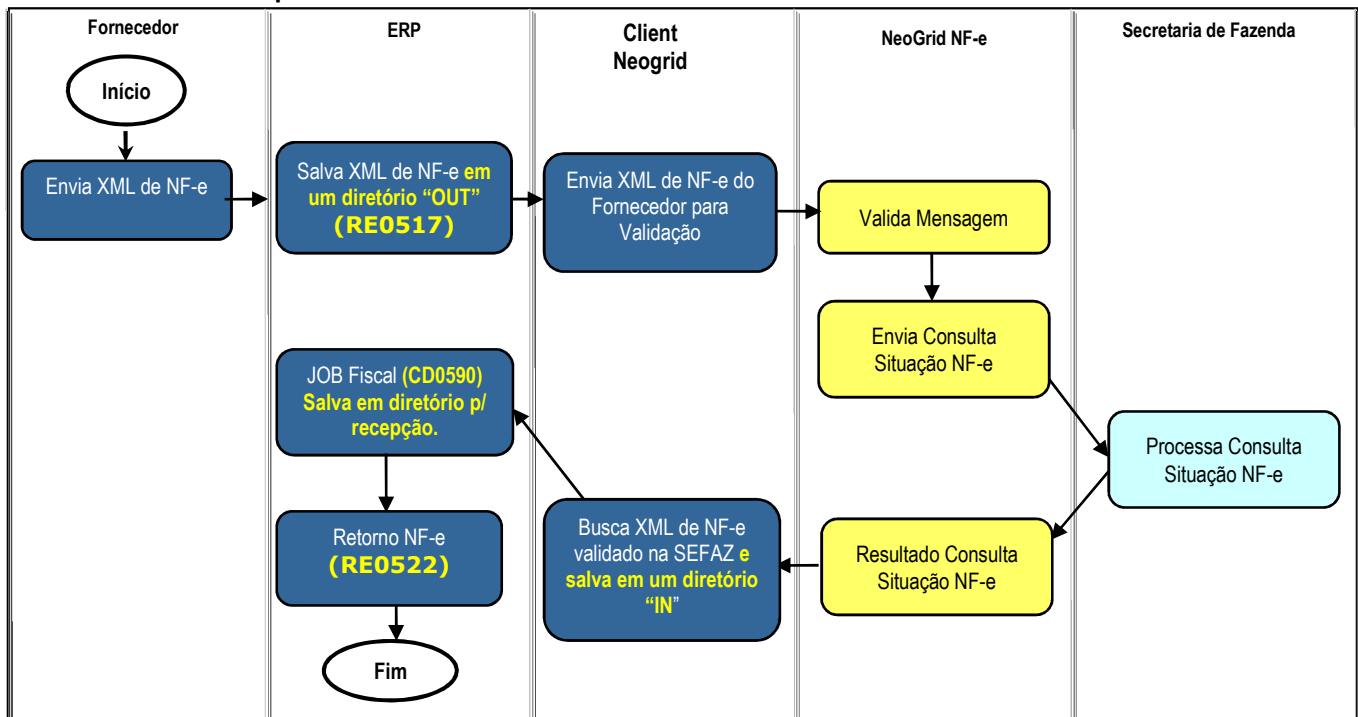 Fornecedor
ERP
Client
Neogrid
NeoGrid NF-e
Secretaria de Fazenda
Início
Envia XML de NF-e
Salva XML de NF-e em
um diretório “OUT”
(RE0517)
Envia XML de NF-e do
Fornecedor para
Validação
Valida Mensagem
Envia Consulta
Situação NF-e
Processa Consulta
Situação NF-e
Resultado Consulta
Situação NF-e
Busca XML de NF-e
validado na SEFAZ e
salva em um diretório
“IN”
JOB Fiscal (CD0590)
Salva em diretório p/
recepção.
Retorno NF-e
(RE0522)
Fim